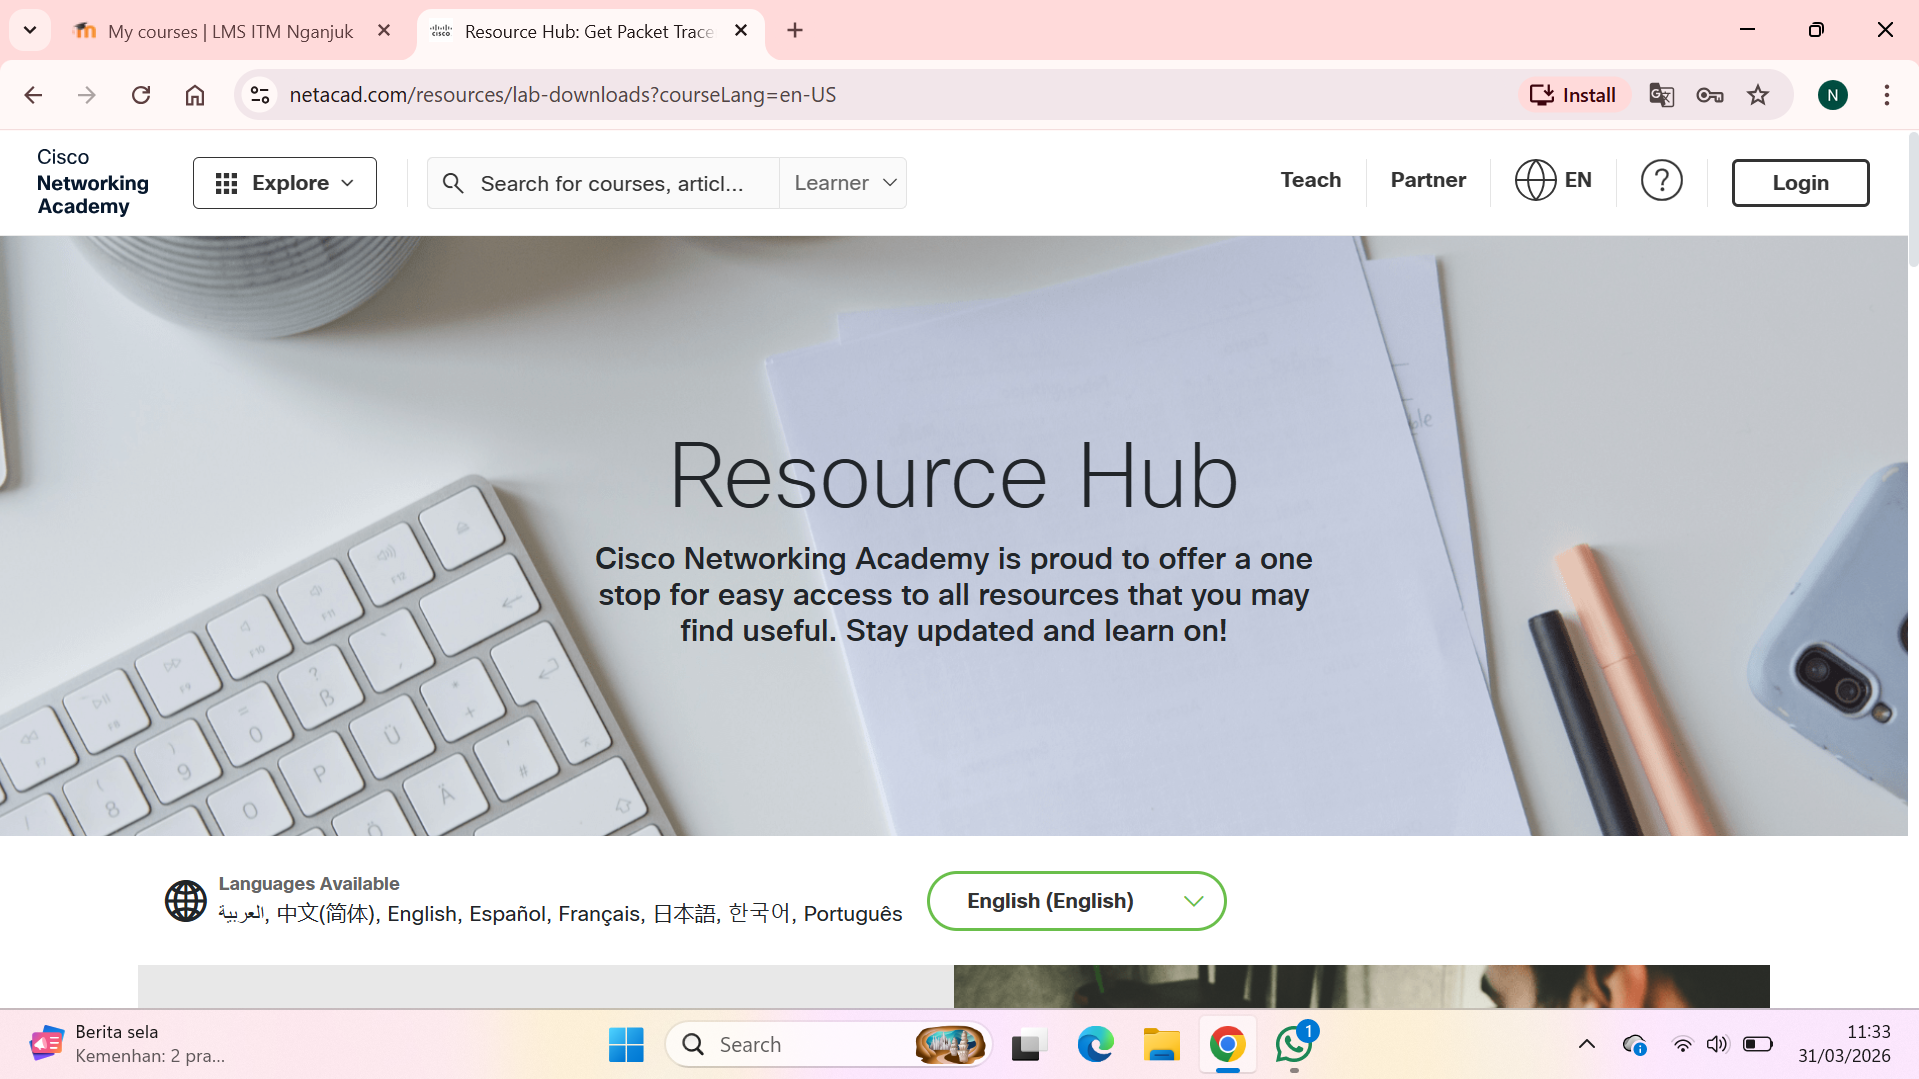 My courses | LMS ITM Nganjuk
Resource Hub: Get Packet Trace
netacad.com/resources/lab-downloads?courseLang=en-US
Install
N
Cisco
Networking
Academy
Explore
Search for courses, articl...
Learner
Teach
Partner
EN
?
Login
Resource Hub
Cisco Networking Academy is proud to offer a one
stop for easy access to all resources that you may
find useful. Stay updated and learn on!
Languages Available
العربية, 中文(简体), English, Español, Français, 日本語, 한국어, Português
English (English)
Berita sela
Kemenhan: 2 pra...
Search
1
11:33
31/03/2026